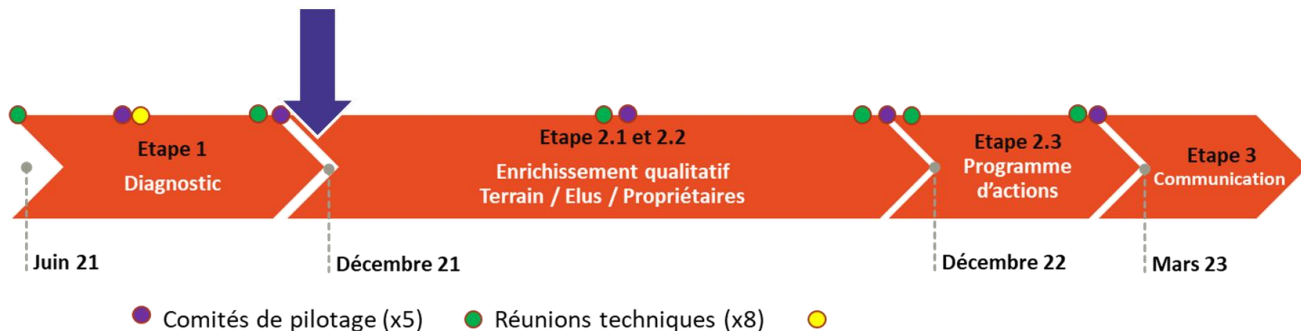 Etape 1
Diagnostic
Etape 2.1 et 2.2
Enrichissement qualitatif
Terrain / Elus / Propriétaires
Etape 2.3
Programme
d’actions
Etape 3
Communication
Juin 21
Décembre 21
Décembre 22
Mars 23
Comités de pilotage (x5)
Réunions techniques (x8)